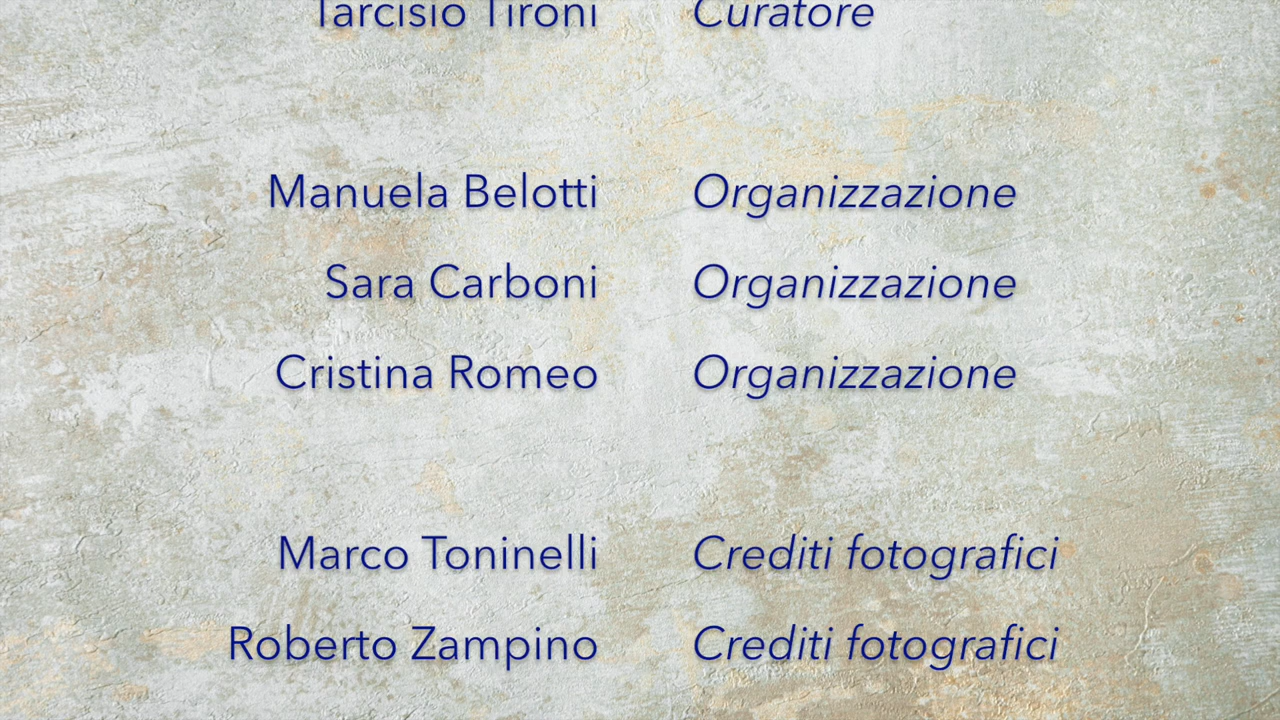 Tarcisio Tironi Curatore
Manuela Belotti Organizzazione
Sara Carboni Organizzazione
Cristina Romeo Organizzazione
Marco Toninelli Crediti fotografici
Roberto Zampino Crediti fotografici